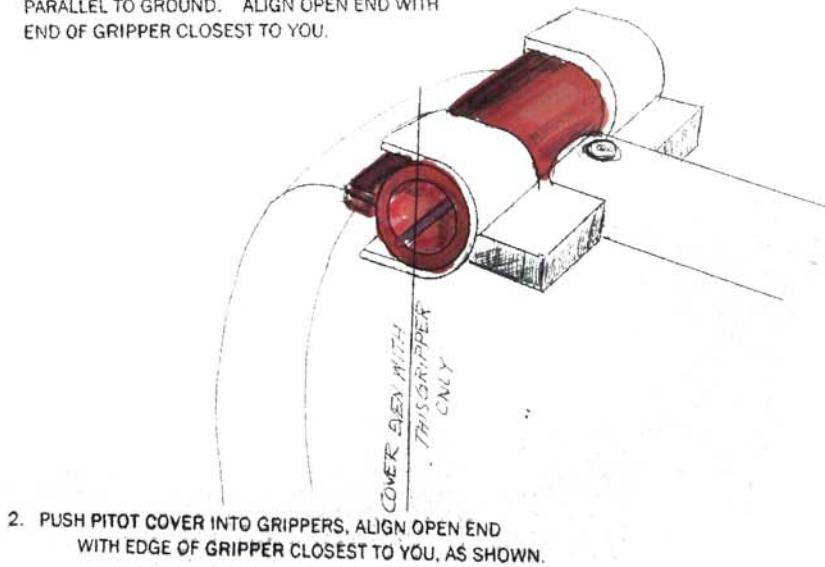 PARALLEL TO GROUND. ALIGN OPEN END WITH
END OF GRIPPER CLOSEST TO YOU.
COVER EVEN WITH
THIS GRIPPER
ONLY
2. PUSH PITOT COVER INTO GRIPPERS, ALIGN OPEN END
WITH EDGE OF GRIPPER CLOSEST TO YOU, AS SHOWN.